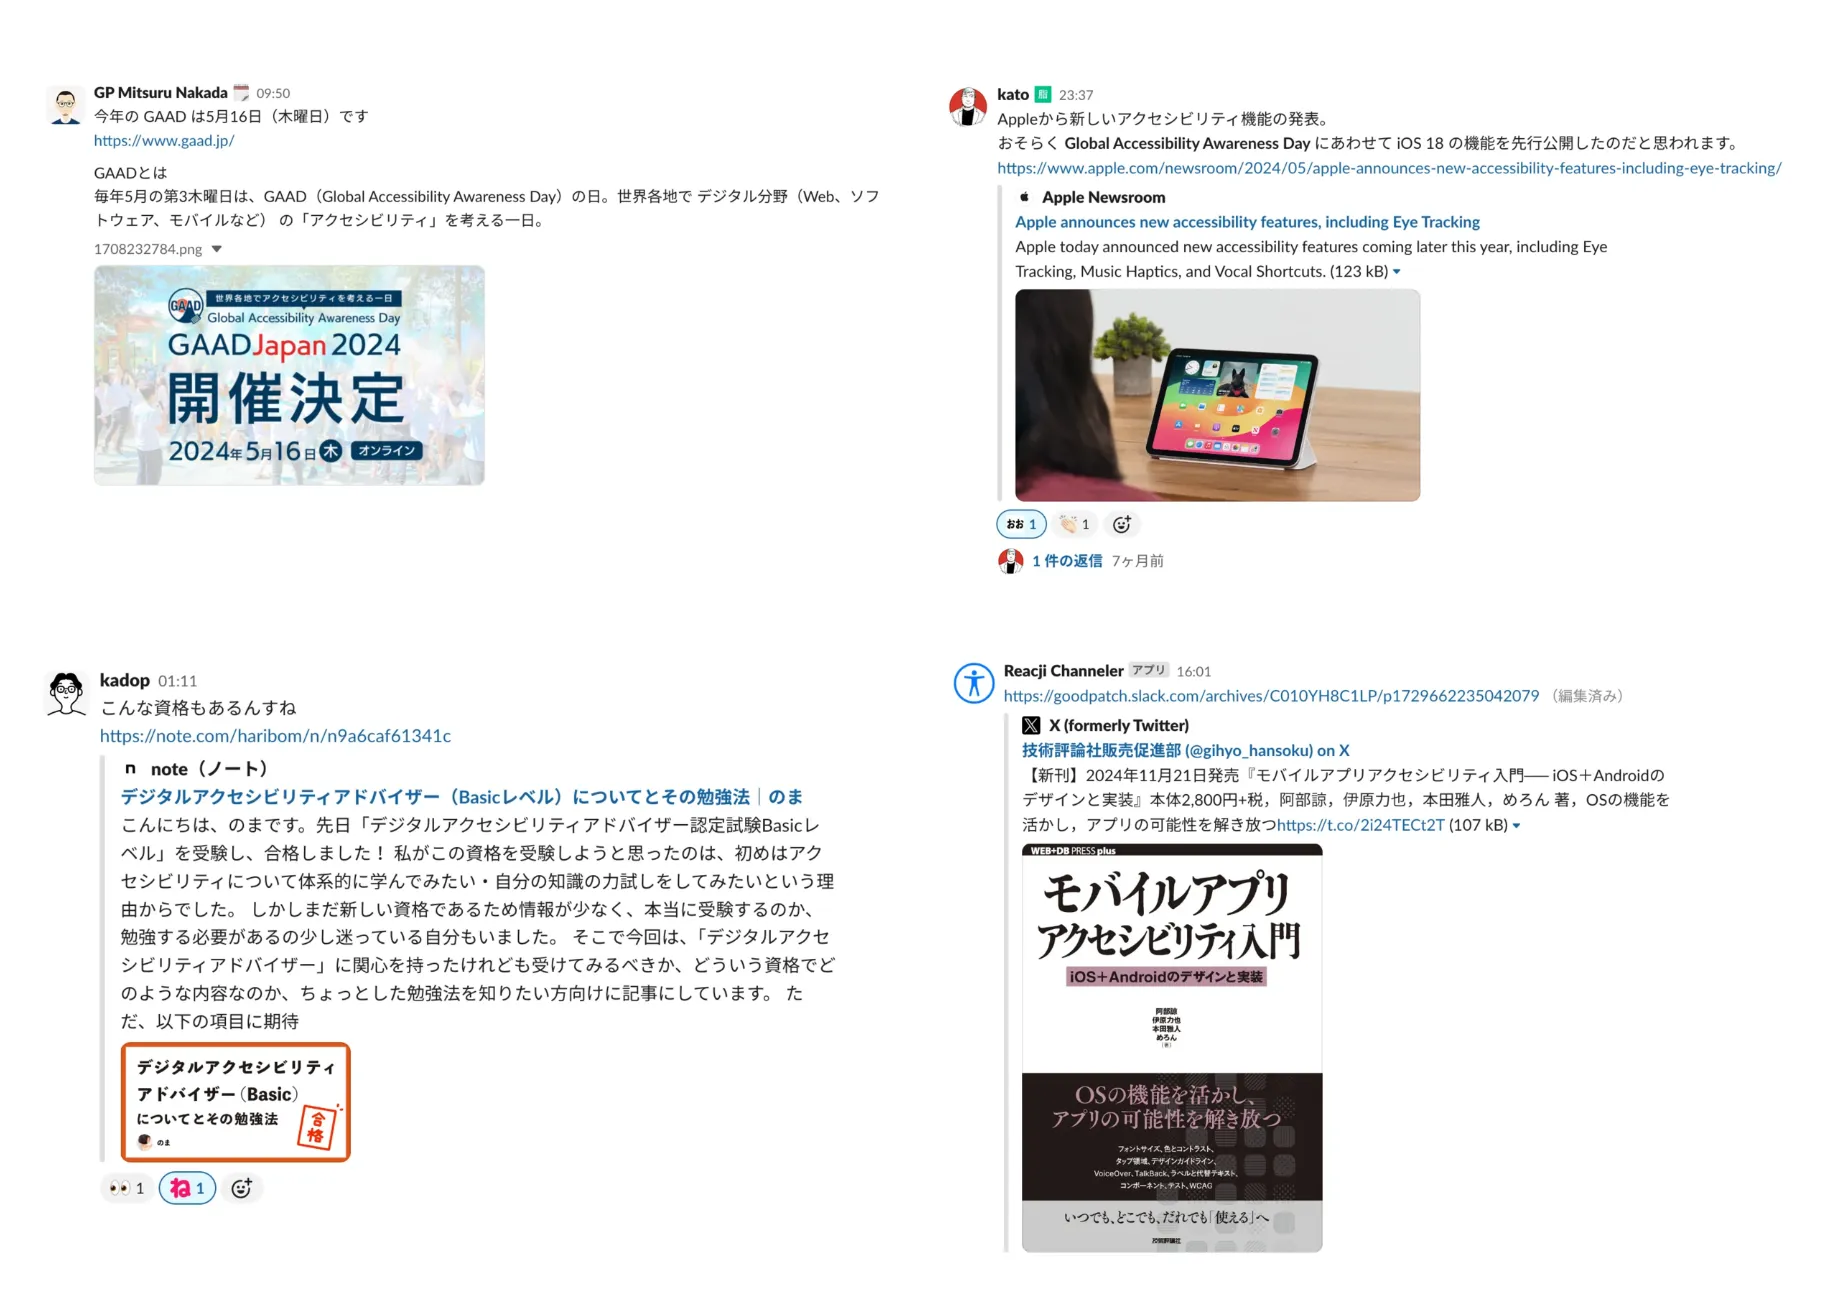 GP Mitsuru Nakada 09:50
今年の GAAD は5月16日（木曜日）です
https://www.gaad.jp/
GAADとは
毎年5月の第3木曜日は、GAAD（Global Accessibility Awareness Day）の日。世界各地で デジタル分野（Web、ソフ
トウェア、モバイルなど） の「アクセシビリティ」を考える一日。
1708232784.png
GAAD
世界各地でアクセシビリティを考える一日
Global Accessibility Awareness Day
GAADJapan 2024
開催決定
2024年5月16日 木 オンライン
kato 脂 23:37
Appleから新しいアクセシビリティ機能の発表。
おそらく Global Accessibility Awareness Day にあわせて iOS 18 の機能を先行公開したのだと思われます。
https://www.apple.com/newsroom/2024/05/apple-announces-new-accessibility-features-including-eye-tracking/
Apple Newsroom
Apple announces new accessibility features, including Eye Tracking
Apple today announced new accessibility features coming later this year, including Eye
Tracking, Music Haptics, and Vocal Shortcuts. (123 kB)
おお 1 1
1 件の返信 7ヶ月前
kadop 01:11
こんな資格もあるんすね
https://note.com/haribom/n/n9a6caf61341c
n note（ノート）
デジタルアクセシビリティアドバイザー（Basicレベル）についてとその勉強法｜のま
こんにちは、のまです。先日「デジタルアクセシビリティアドバイザー認定試験Basicレ
ベル」を受験し、合格しました！ 私がこの資格を受験しようと思ったのは、初めはアク
セシビリティについて体系的に学んでみたい・自分の知識の力試しをしてみたいという理
由からでした。 しかしまだ新しい資格であるため情報が少なく、本当に受験するのか、
勉強する必要があるの少し迷っている自分もいました。 そこで今回は、「デジタルアクセ
シビリティアドバイザー」に関心を持ったけれども受けてみるべきか、どういう資格でど
のような内容なのか、ちょっとした勉強法を知りたい方向けに記事にしています。 た
だ、以下の項目に期待
デジタルアクセシビリティ
アドバイザー（Basic）
についてとその勉強法
のま
合格
1 ね 1
Reacji Channeler アプリ 16:01
https://goodpatch.slack.com/archives/C010YH8C1LP/p1729662235042079 （編集済み）
X (formerly Twitter)
技術評論社販売促進部 (@gihyo_hansoku) on X
【新刊】2024年11月21日発売『モバイルアプリアクセシビリティ入門── iOS＋Androidの
デザインと実装』本体2,800円+税，阿部諒，伊原力也，本田雅人，めろん 著，OSの機能を
活かし，アプリの可能性を解き放つhttps://t.co/2i24TECt2T (107 kB)
WEB+DB PRESS plus
モバイルアプリ
アクセシビリティ入門
iOS＋Androidのデザインと実装
阿部諒
伊原力也
本田雅人
めろん
［著］
OSの機能を活かし、
アプリの可能性を解き放つ
フォントサイズ、色とコントラスト、
タップ領域、デザインガイドライン、
VoiceOver、TalkBack、ラベルと代替テキスト、
コンポーネント、テスト、WCAG
いつでも、どこでも、だれでも「使える」へ
技術評論社